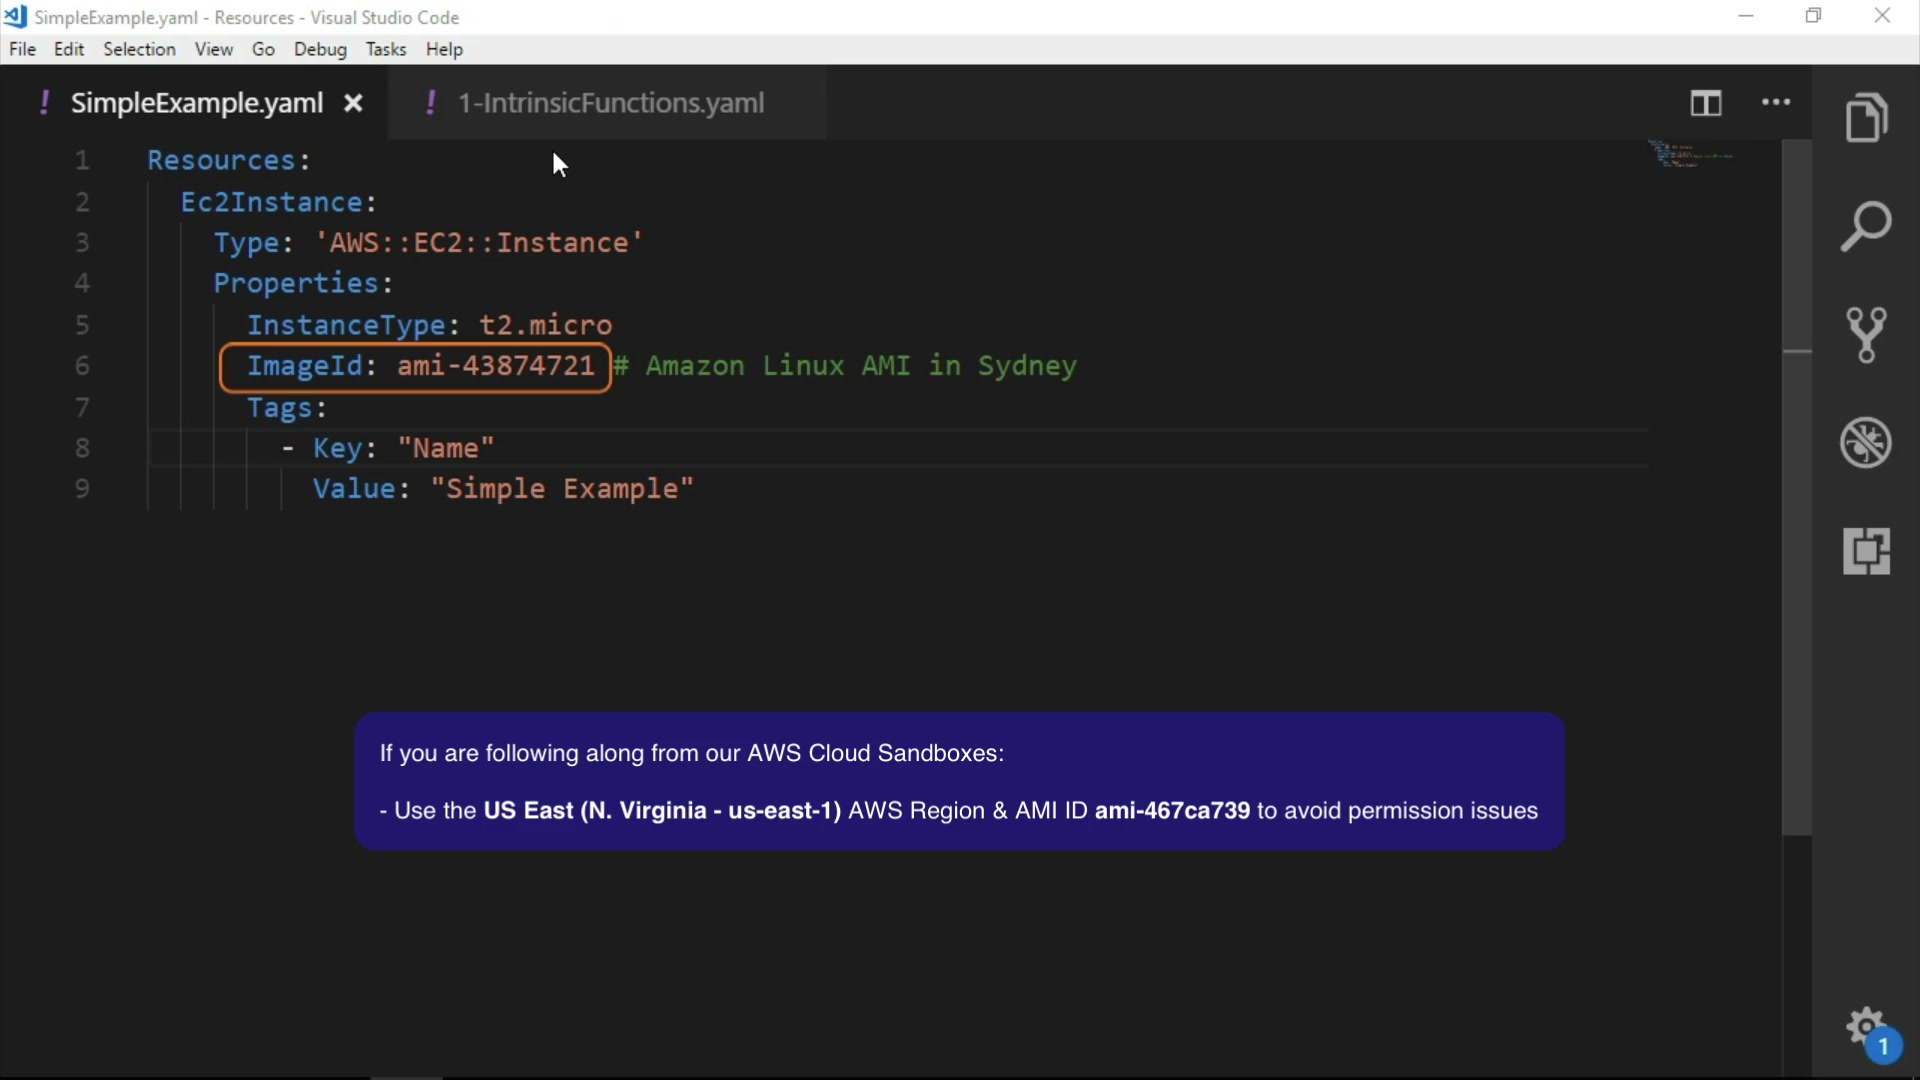 SimpleExample.yaml - Resources - Visual Studio Code
File Edit Selection View Go Debug Tasks Help
! SimpleExample.yaml × ! 1-IntrinsicFunctions.yaml
1 Resources:
2 Ec2Instance:
3 Type: 'AWS::EC2::Instance'
4 Properties:
5 InstanceType: t2.micro
6 ImageId: ami-43874721 # Amazon Linux AMI in Sydney
7 Tags:
8 - Key: "Name"
9 Value: "Simple Example"
If you are following along from our AWS Cloud Sandboxes:
- Use the US East (N. Virginia - us-east-1) AWS Region & AMI ID ami-467ca739 to avoid permission issues
1